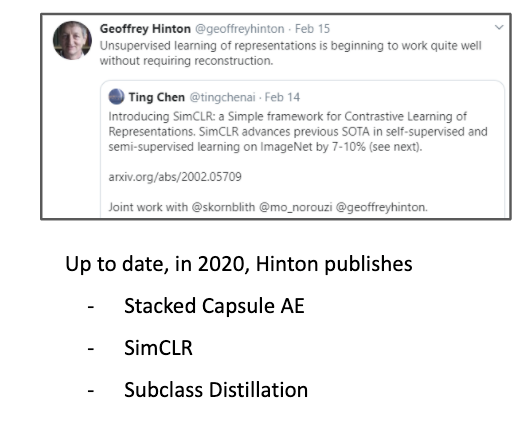 Geoffrey Hinton @geoffreyhinton · Feb 15
Unsupervised learning of representations is beginning to work quite well
without requiring reconstruction.
Ting Chen @tingchenai · Feb 14
Introducing SimCLR: a Simple framework for Contrastive Learning of
Representations. SimCLR advances previous SOTA in self-supervised and
semi-supervised learning on ImageNet by 7-10% (see next).
arxiv.org/abs/2002.05709
Joint work with @skornblith @mo_norouzi @geoffreyhinton.
Up to date, in 2020, Hinton publishes
- Stacked Capsule AE
- SimCLR
- Subclass Distillation